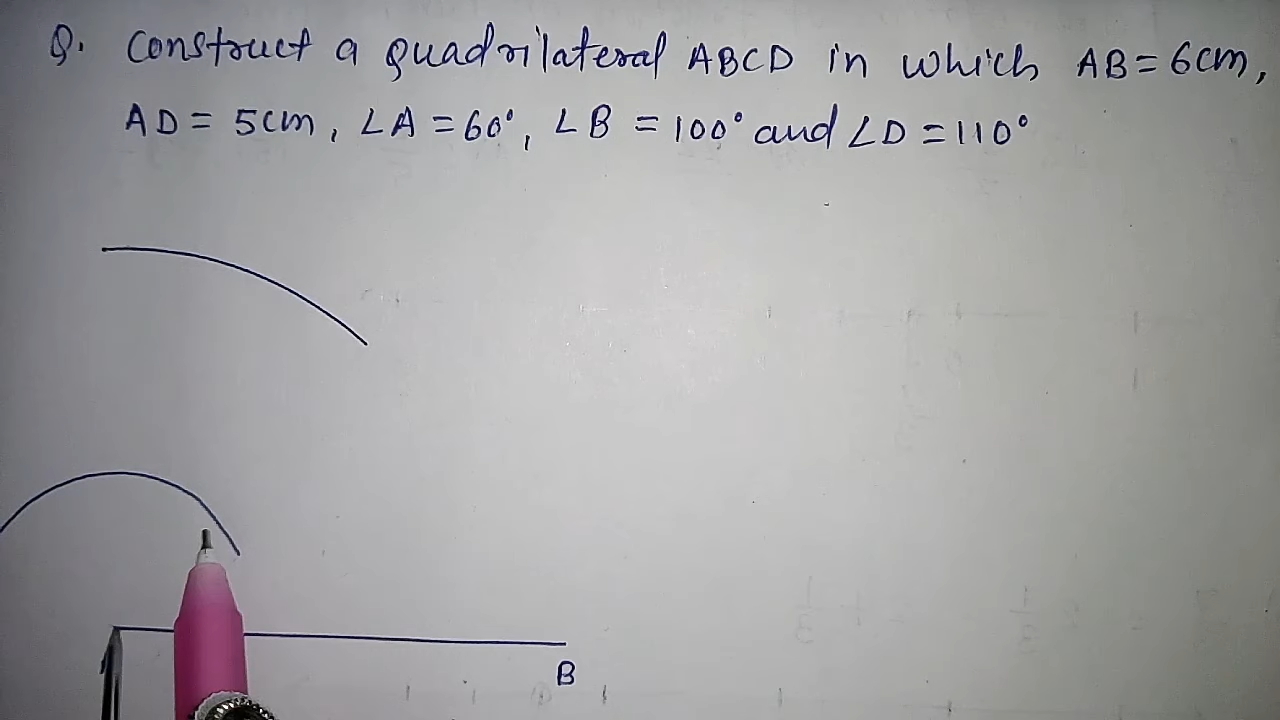 Q. Construct a quadrilateral ABCD in which AB = 6cm,
AD = 5cm, ∠A = 60°, ∠B = 100° and ∠D = 110°
B